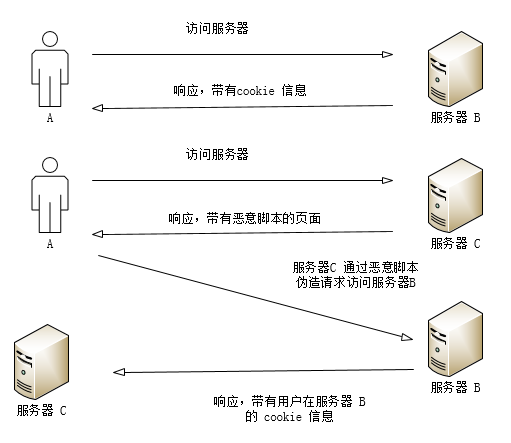 访问服务器
响应，带有cookie 信息
A
服务器 B
访问服务器
响应，带有恶意脚本的页面
A
服务器 C
服务器C 通过恶意脚本
伪造请求访问服务器B
服务器 B
服务器 C
响应，带有用户在服务器 B
的 cookie 信息